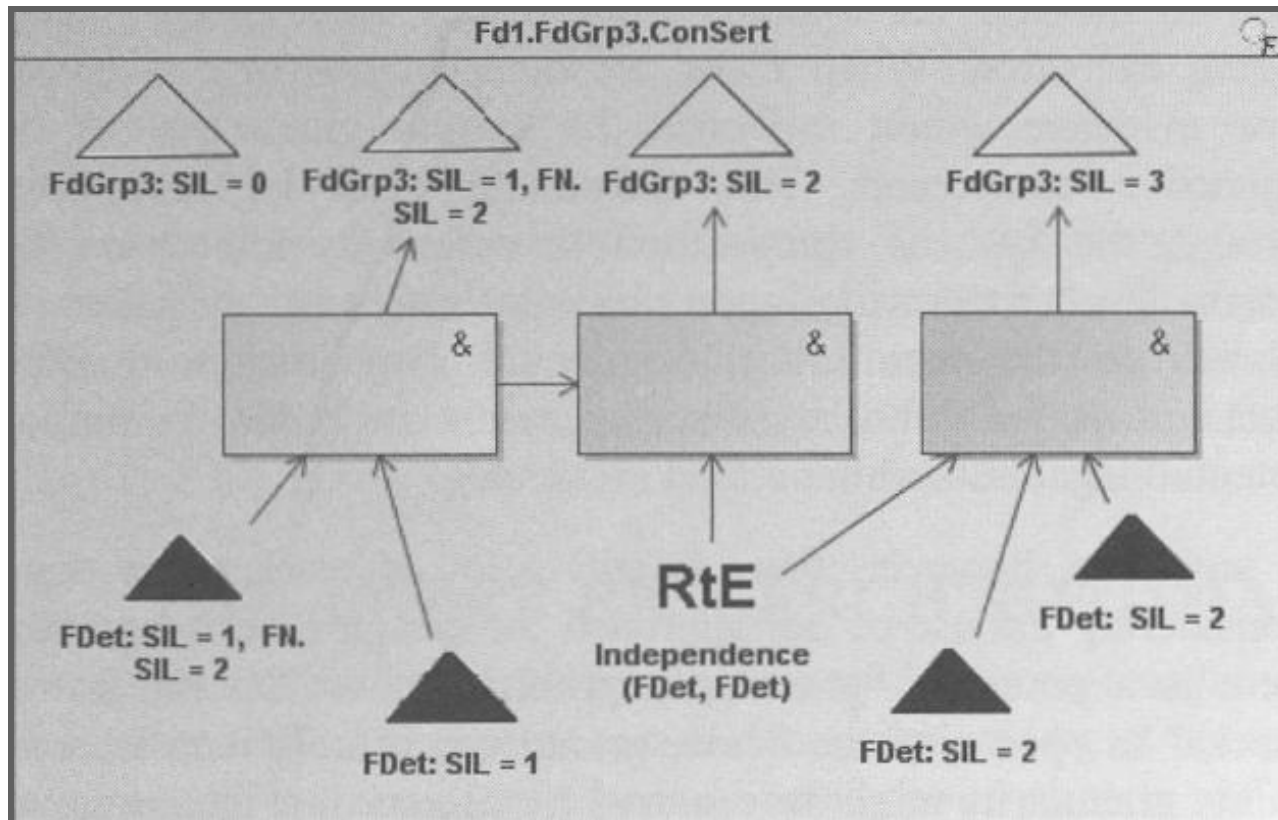 Fd1.FdGrp3.ConSert
F
FdGrp3: SIL = 0
FdGrp3: SIL = 1, FN.
SIL = 2
FdGrp3: SIL = 2
FdGrp3: SIL = 3
&
&
&
FDet: SIL = 1, FN.
SIL = 2
FDet: SIL = 1
RtE
Independence
(FDet, FDet)
FDet: SIL = 2
FDet: SIL = 2